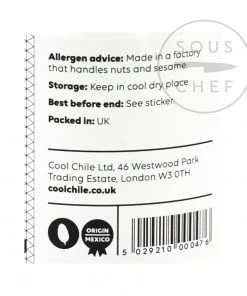 SOUS
CHEF
Allergen advice: Made in a factory
that handles nuts and sesame.
Storage: Keep in cool dry place.
Best before end: See sticker.
Packed in: UK
Cool Chile Ltd, 46 Westwood Park
Trading Estate, London W3 0TH
coolchile.co.uk
ORIGIN
MEXICO
5 029210 000476